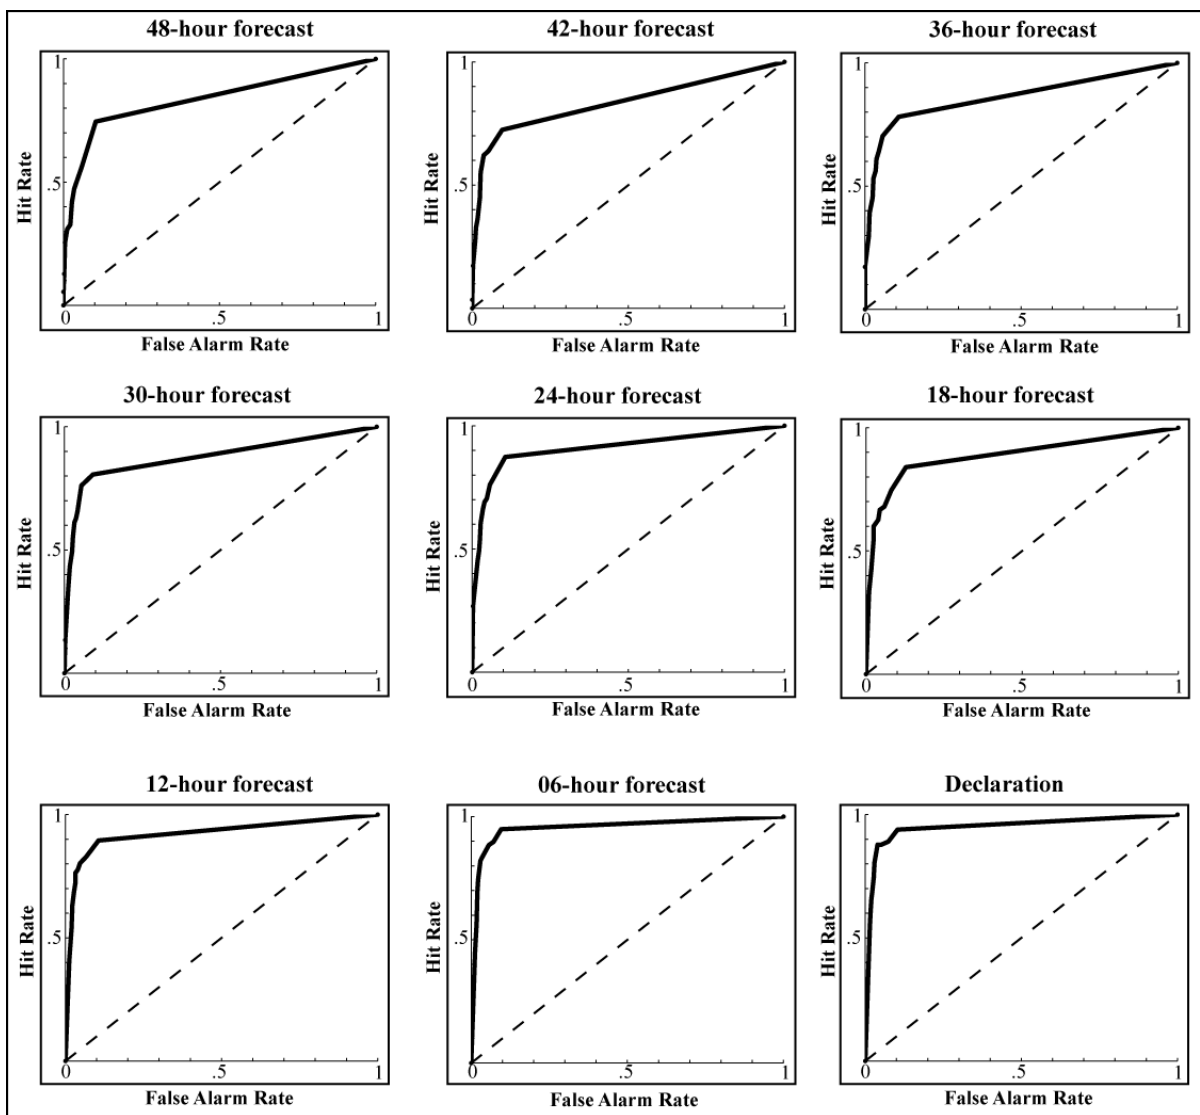 48-hour forecast
42-hour forecast
36-hour forecast
1
.5
0
.5
1
Hit Rate
False Alarm Rate
1
.5
0
.5
1
Hit Rate
False Alarm Rate
1
.5
0
.5
1
Hit Rate
False Alarm Rate
30-hour forecast
24-hour forecast
18-hour forecast
1
.5
0
.5
1
Hit Rate
False Alarm Rate
1
.5
0
.5
1
Hit Rate
False Alarm Rate
1
.5
0
.5
1
Hit Rate
False Alarm Rate
12-hour forecast
06-hour forecast
Declaration
1
.5
0
.5
1
Hit Rate
False Alarm Rate
1
.5
0
.5
1
Hit Rate
False Alarm Rate
1
.5
0
.5
1
Hit Rate
False Alarm Rate